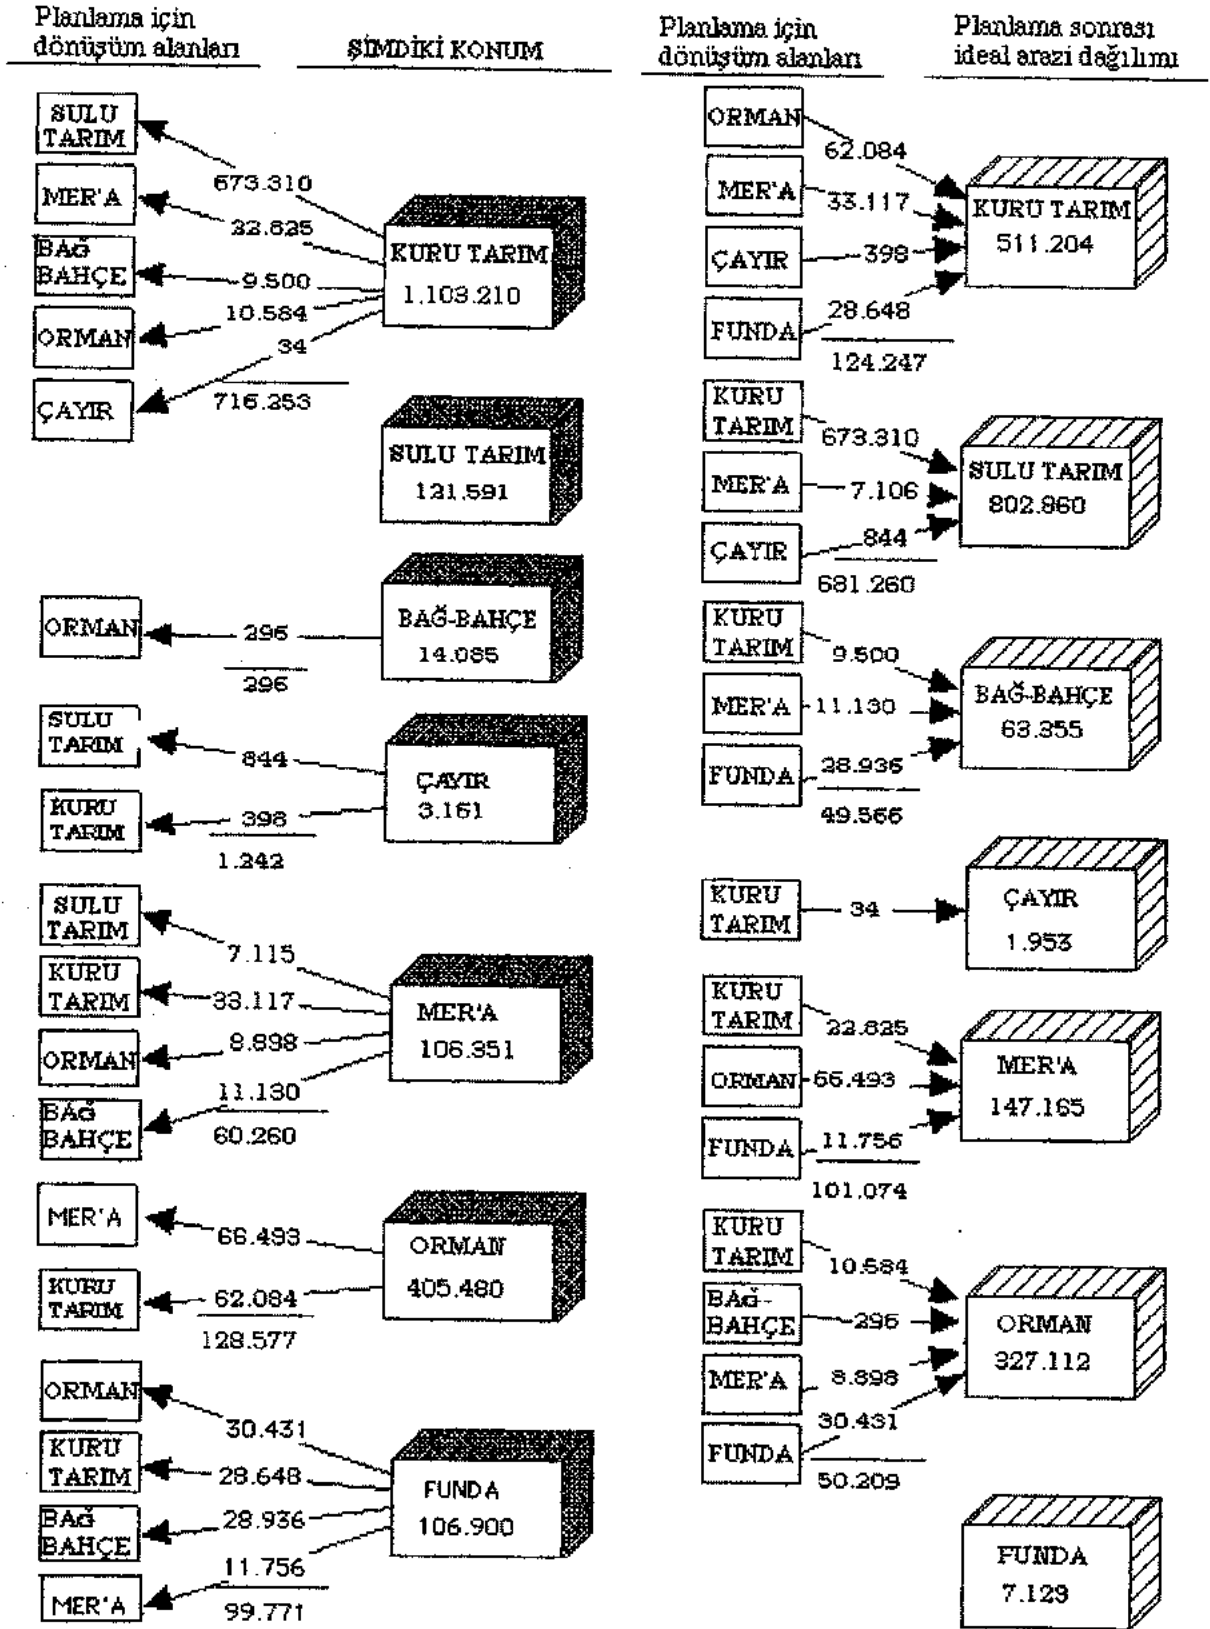 Planlama için
dönüşüm alanları
ŞİMDİKİ KONUM
SULU
TARIM
MER'A
BAĞ
BAHÇE
ORMAN
ÇAYIR
673.310
22.825
9.500
10.584
34
716.253
KURU TARIM
1.103.210
SULU TARIM
121.591
ORMAN
296
296
BAĞ-BAHÇE
14.085
SULU
TARIM
KURU
TARIM
844
398
1.242
ÇAYIR
3.161
SULU
TARIM
KURU
TARIM
ORMAN
BAĞ
BAHÇE
7.115
33.117
8.898
11.130
60.260
MER'A
106.351
MER'A
KURU
TARIM
66.493
62.084
128.577
ORMAN
405.480
ORMAN
KURU
TARIM
BAĞ
BAHÇE
MER'A
30.431
28.648
28.936
11.756
99.771
FUNDA
106.900
Planlama için
dönüştüm alanları
Planlama sonrası
ideal arazi dağılımı
ORMAN
MER'A
ÇAYIR
FUNDA
62.084
33.117
398
28.648
124.247
KURU TARIM
511.204
KURU
TARIM
MER'A
ÇAYIR
673.310
7.106
844
681.260
SULU TARIM
802.860
KURU
TARIM
MER'A
FUNDA
9.500
11.130
28.936
49.566
BAĞ-BAHÇE
63.355
KURU
TARIM
34
ÇAYIR
1.953
KURU
TARIM
ORMAN
FUNDA
22.825
66.493
11.756
101.074
MER'A
147.165
KURU
TARIM
BAĞ-
BAHÇE
MER'A
FUNDA
10.584
296
8.898
30.431
50.209
ORMAN
327.112
FUNDA
7.129